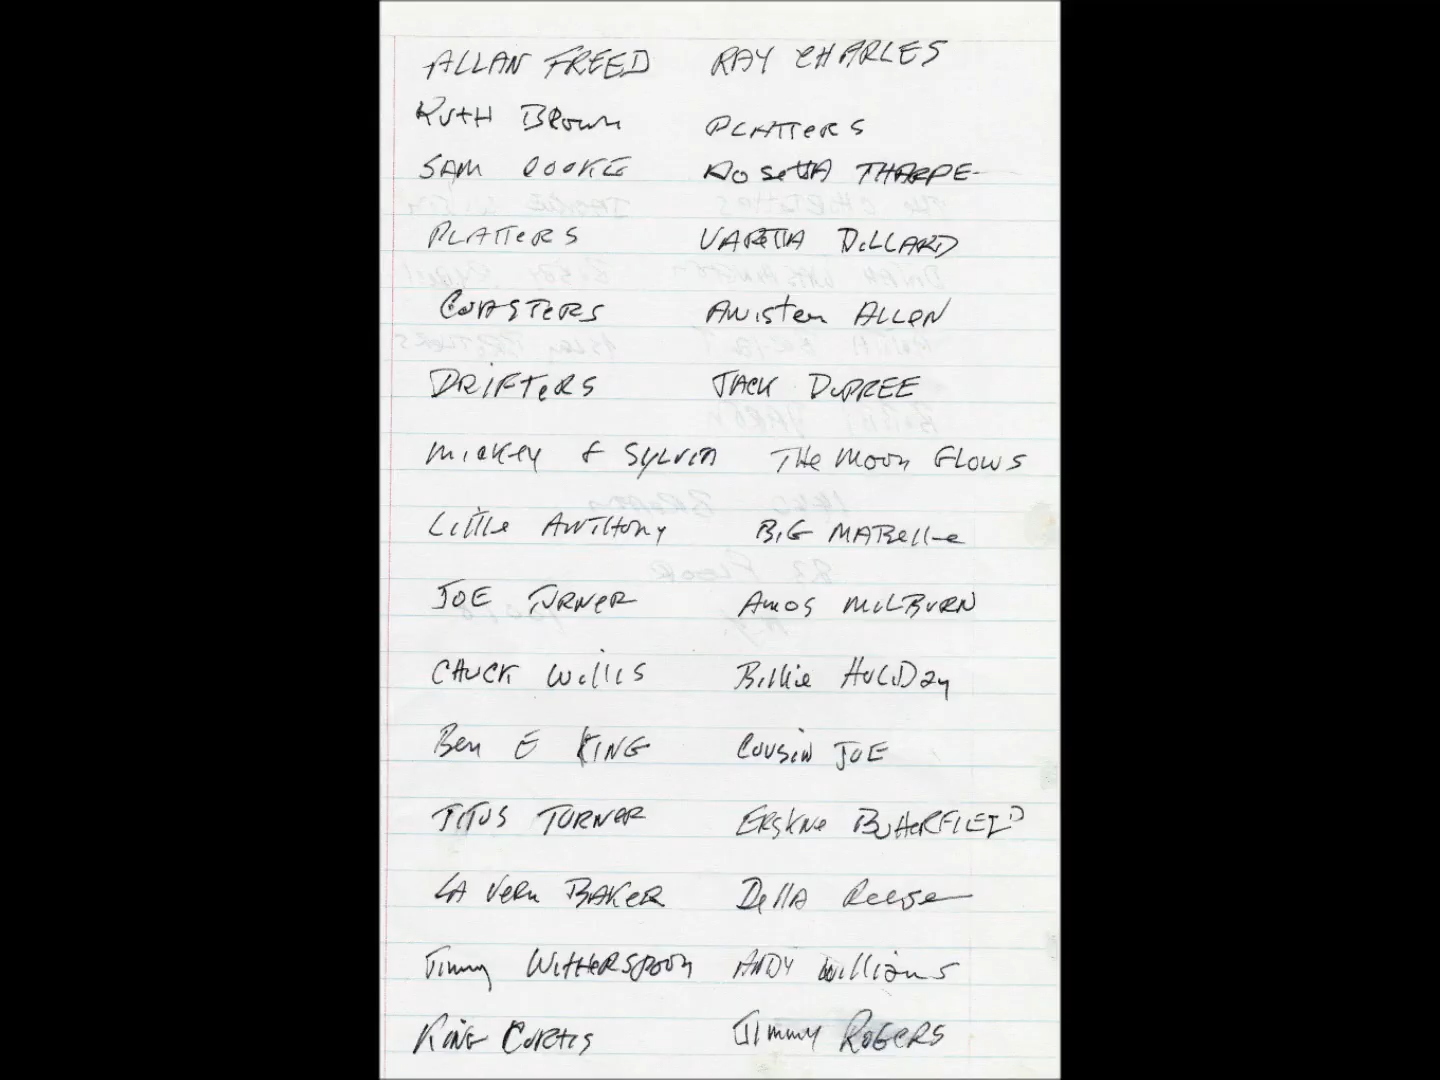 ALLAN FREED RAY CHARLES
RUTH BROWN PLATTERS
SAM COOKE ROSETTA THARPE
PLATTERS VARETTA DILLARD
COASTERS ANISTEN ALLEN
DRIFTERS JACK DUPREE
MICKEY & SYLVIA THE MOON GLOWS
LITTLE ANTHONY BIG MABELLE
JOE TURNER AMOS MILBURN
CHUCK WILLIS Billie HOLIDAY
Ben E KING COUSIN JOE
TITUS TURNER ERSKINE BUTTERFIELD
LA VERN BAKER DELLA REESE
Jimmy WITHERSPOON ANDY Williams
KING CURTIS JIMMY ROGERS